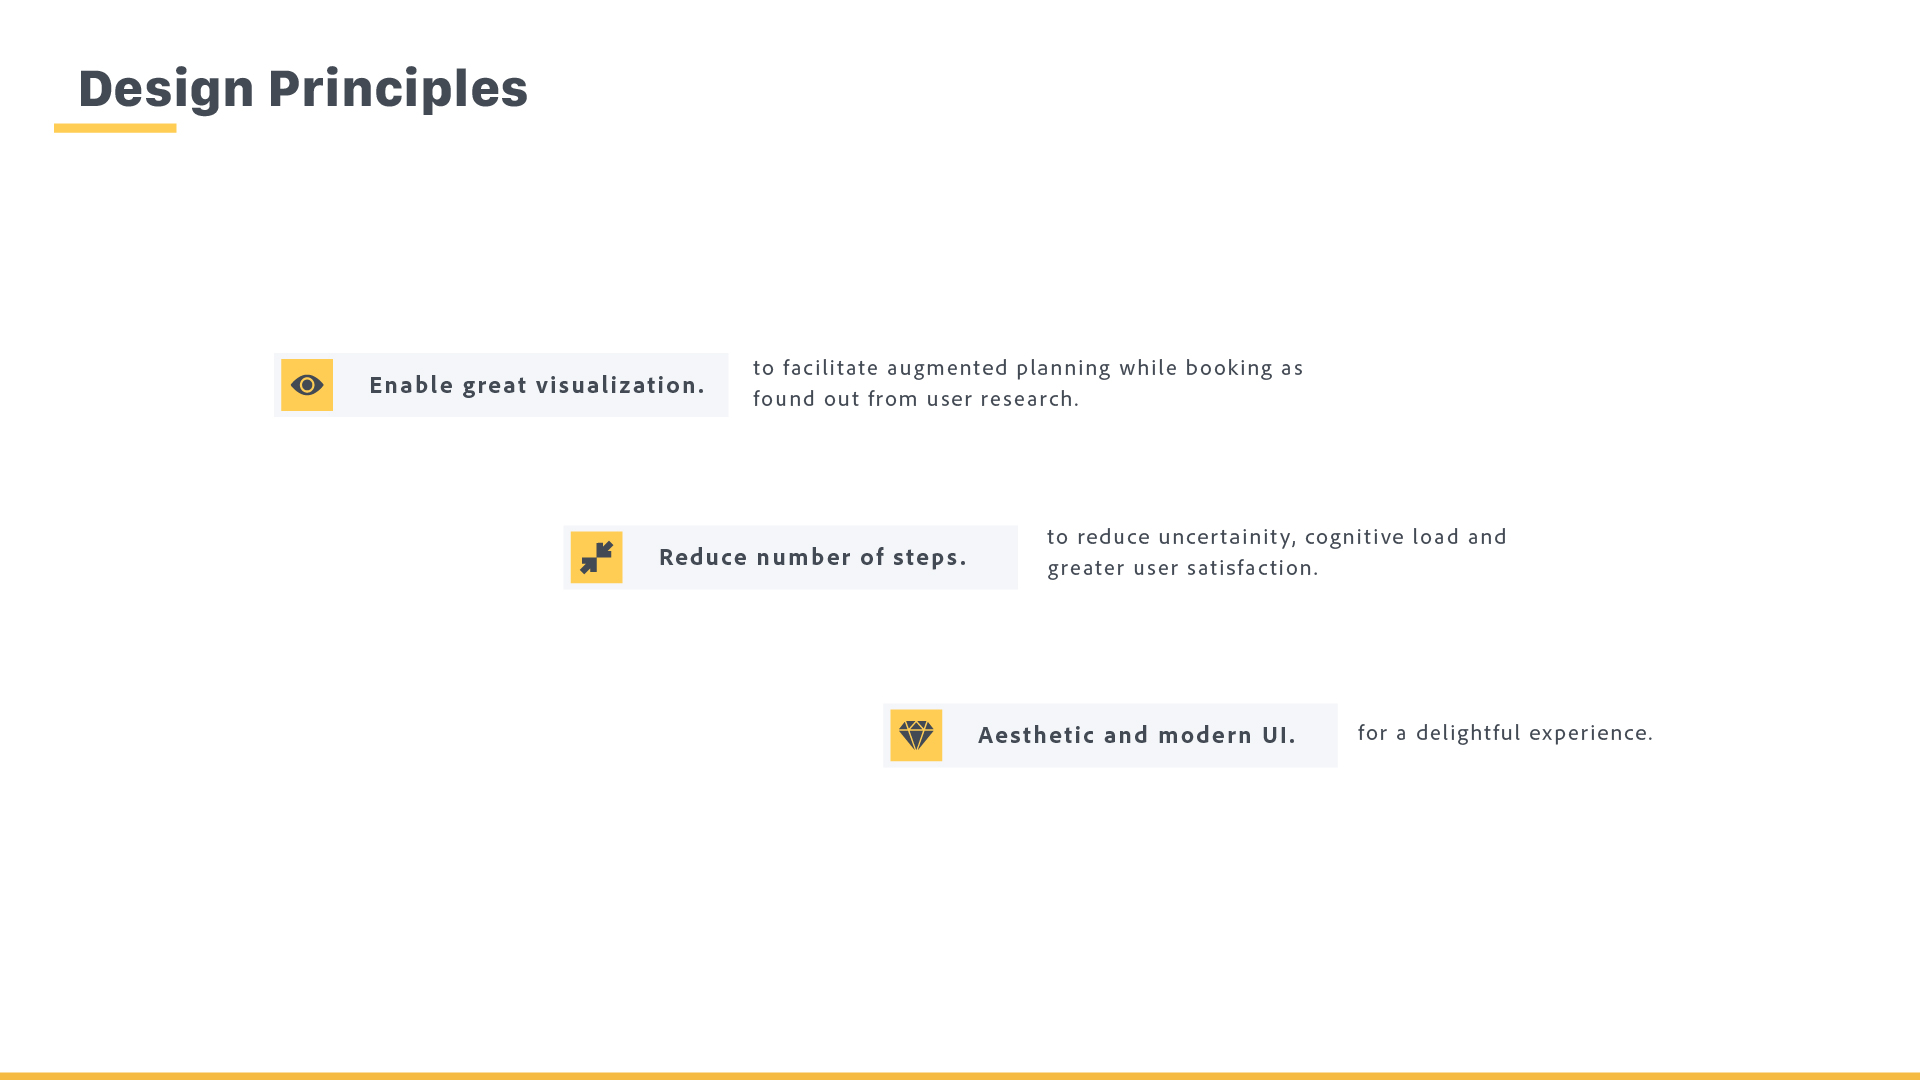 Design Principles
Enable great visualization.
to facilitate augmented planning while booking as
found out from user research.
Reduce number of steps.
to reduce uncertainity, cognitive load and
greater user satisfaction.
Aesthetic and modern UI.
for a delightful experience.